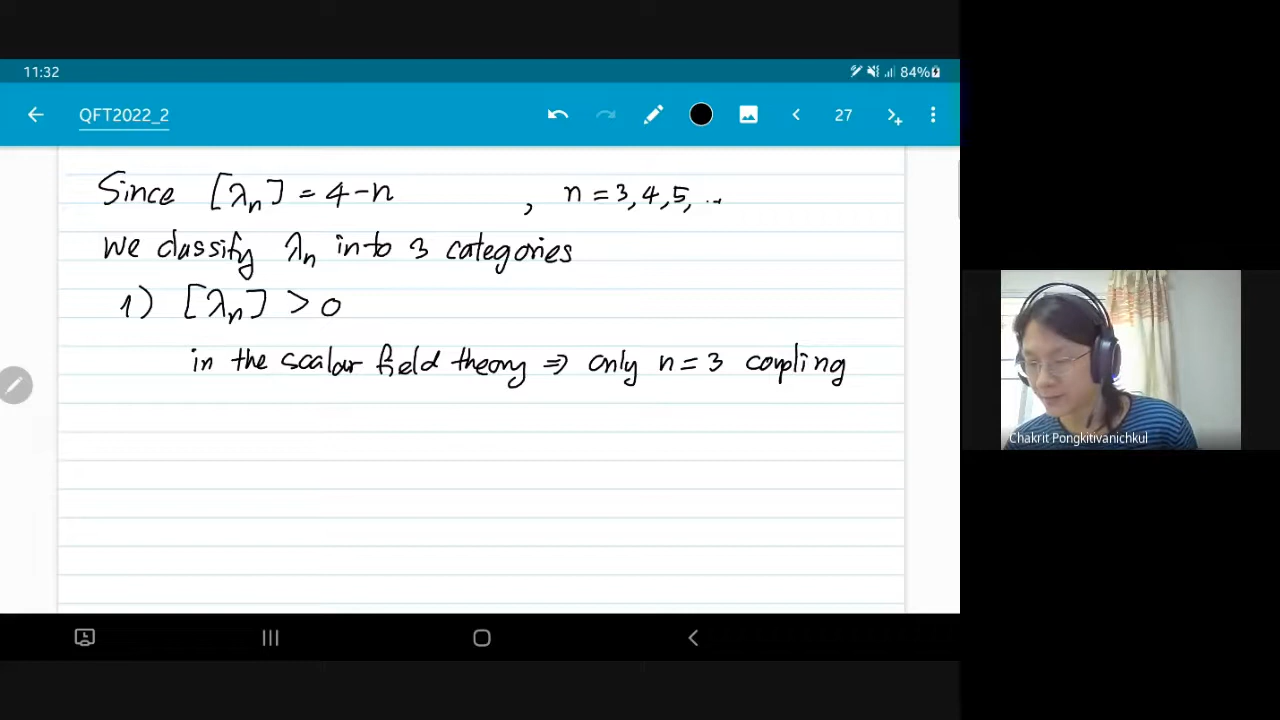 11:32
84%
QFT2022_2
27
Since [λn] = 4-n , n = 3,4,5, ...
We classify λn into 3 categories
1) [λn] > 0
in the scalar field theory ⇒ only n = 3 coupling
Chakrit Pongkitivanichkul